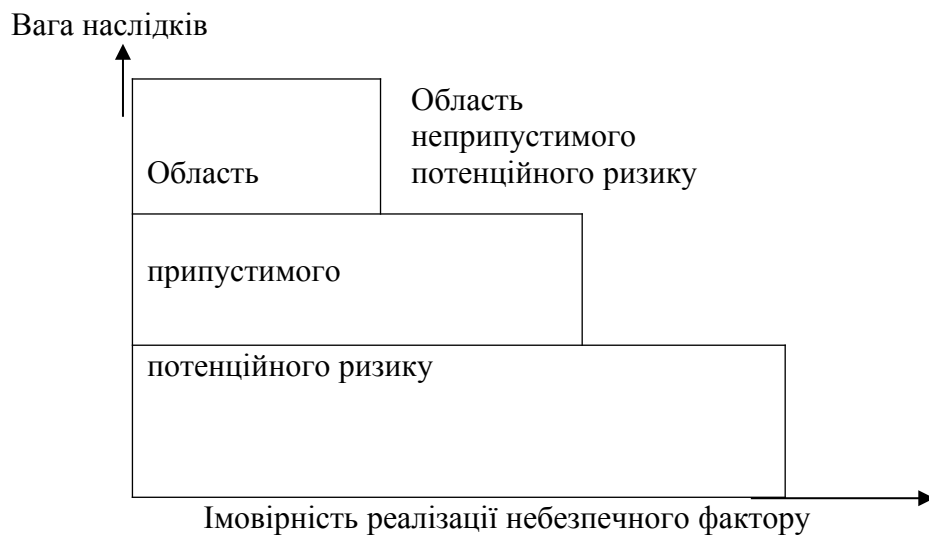 Вага наслідків
Область
неприпустимого
потенційного ризику
Область
припустимого
потенційного ризику
Імовірність реалізації небезпечного фактору